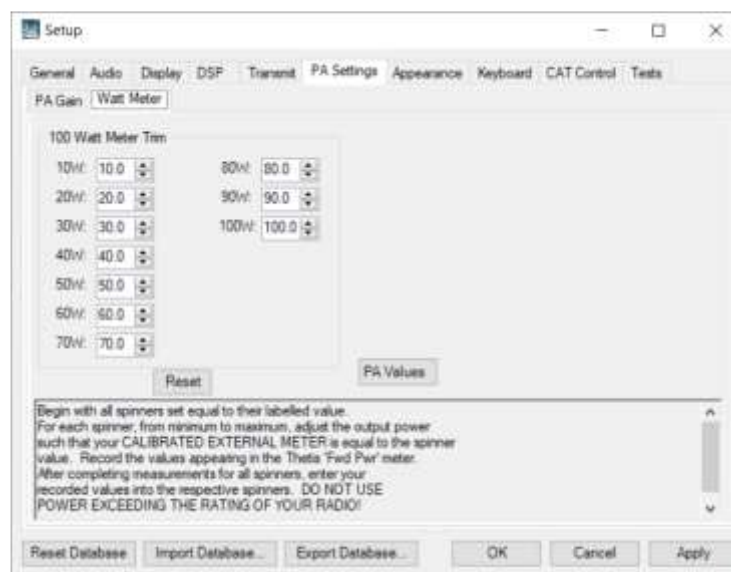 Setup
General Audio Display DSP Transmit PA Settings Appearance Keyboard CAT Control Tests
PA Gain Watt Meter
100 Watt Meter Trim
10W: 10.0 80W: 80.0
20W: 20.0 90W: 90.0
30W: 30.0 100W: 100.0
40W: 40.0
50W: 50.0
60W: 60.0
70W: 70.0
Reset PA Values
Begin with all spinners set equal to their labelled value.
For each spinner, from minimum to maximum, adjust the output power
such that your CALIBRATED EXTERNAL METER is equal to the spinner
value. Record the values appearing in the Thetis 'Fwd Pwr' meter.
After completing measurements for all spinners, enter your
recorded values into the respective spinners. DO NOT USE
POWER EXCEEDING THE RATING OF YOUR RADIO!
Reset Database Import Database... Export Database... OK Cancel Apply